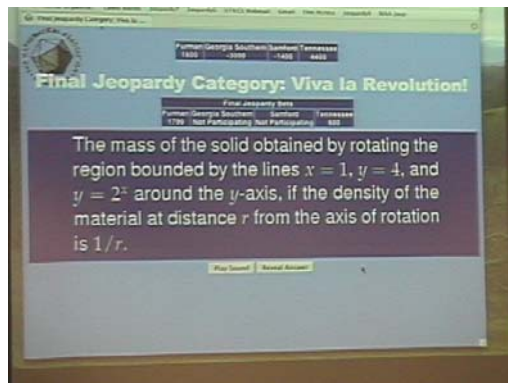 Furman Georgia Southern Samford Tennessee
1800 -3000 -1400 4400
Final Jeopardy Category: Viva la Revolution!
Final Jeopardy Bets
Furman Georgia Southern Samford Tennessee
1799 Not Participating Not Participating 800
The mass of the solid obtained by rotating the
region bounded by the lines x = 1, y = 4, and
y = 2ˣ around the y-axis, if the density of the
material at distance r from the axis of rotation
is 1/r.
Play Sound Reveal Answer